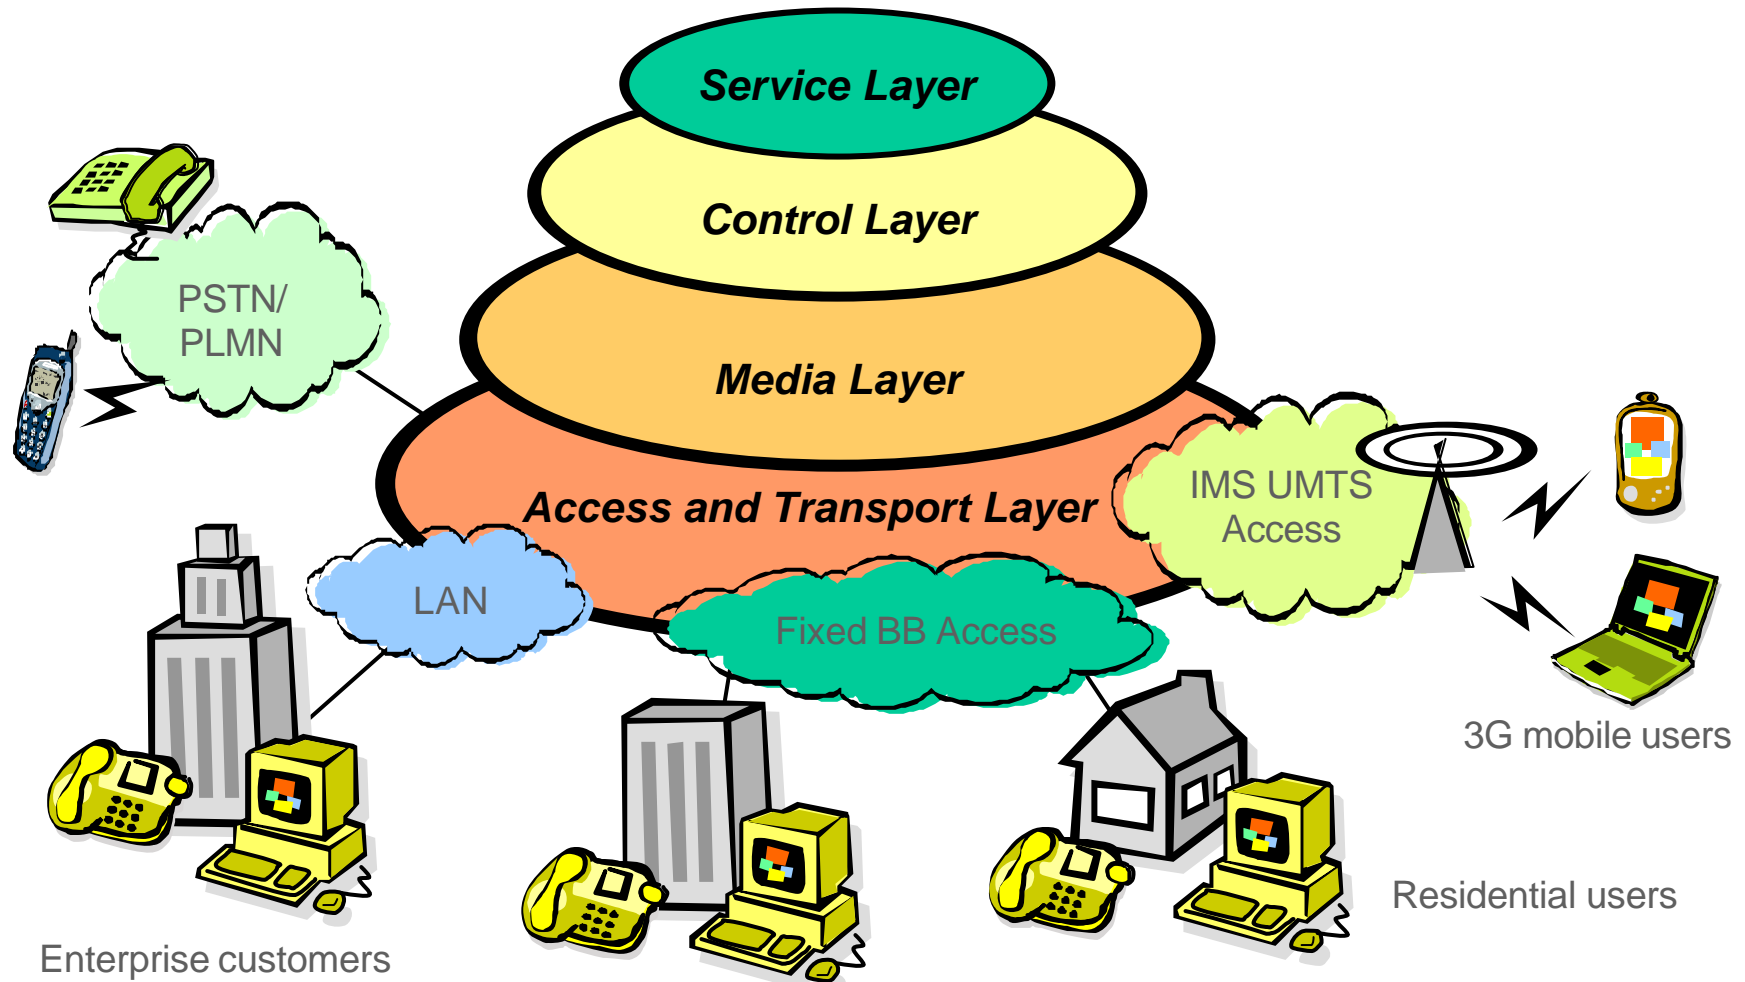 Service Layer
Control Layer
PSTN/
PLMN
Media Layer
IMS UMTS
Access
Access and Transport Layer
LAN
Fixed BB Access
3G mobile users
Residential users
Enterprise customers